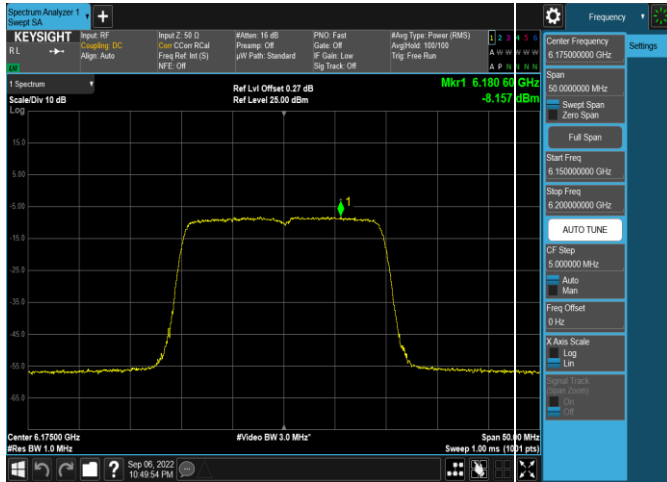 Spectrum Analyzer 1
Swept SA
+
Frequency
KEYSIGHT
RL
Input: RF
Coupling: DC
Align: Auto
Input Z: 50 Ω
Corr CCorr RCal
Freq Ref: Int (S)
NFE: Off
#Atten: 16 dB
Preamp: Off
µW Path: Standard
PNO: Fast
Gate: Off
IF Gain: Low
Sig Track: Off
#Avg Type: Power (RMS)
Avg|Hold: 100/100
Trig: Free Run
1 2 3 4 5 6
A W W W W W
A P N N N N
1 Spectrum
Scale/Div 10 dB
Log
Ref Lvl Offset 0.27 dB
Ref Level 25.00 dBm
Mkr1 6.180 60 GHz
-8.157 dBm
15.0
5.00
-5.00
-15.0
-25.0
-35.0
-45.0
-55.0
-65.0
1
Center 6.17500 GHz
#Res BW 1.0 MHz
#Video BW 3.0 MHz*
Span 50.00 MHz
Sweep 1.00 ms (1001 pts)
Sep 06, 2022
10:49:54 PM
Center Frequency
6.175000000 GHz
Settings
Span
50.0000000 MHz
Swept Span
Zero Span
Full Span
Start Freq
6.150000000 GHz
Stop Freq
6.200000000 GHz
AUTO TUNE
CF Step
5.000000 MHz
Auto
Man
Freq Offset
0 Hz
X Axis Scale
Log
Lin
Signal Track
(Span Zoom)
On
Off